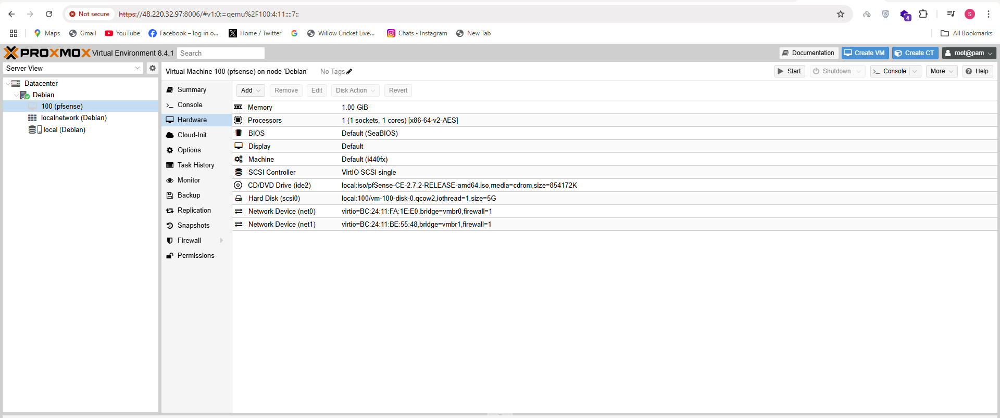 Not secure https://48.220.32.97:8006/#v1:0:=qemu%2F100:4:11::::7::
4 S
Maps Gmail YouTube Facebook – log in o... Home / Twitter Willow Cricket Live... Chats • Instagram New Tab All Bookmarks
PROXMOX Virtual Environment 8.4.1 Search Documentation Create VM Create CT root@pam
Server View
Virtual Machine 100 (pfsense) on node 'Debian' No Tags Start Shutdown Console More Help
Datacenter
Debian
100 (pfsense)
localnetwork (Debian)
local (Debian)
Summary
Console
Hardware
Cloud-Init
Options
Task History
Monitor
Backup
Replication
Snapshots
Firewall
Permissions
Add Remove Edit Disk Action Revert
Memory 1.00 GiB
Processors 1 (1 sockets, 1 cores) [x86-64-v2-AES]
BIOS Default (SeaBIOS)
Display Default
Machine Default (i440fx)
SCSI Controller VirtIO SCSI single
CD/DVD Drive (ide2) local:iso/pfSense-CE-2.7.2-RELEASE-amd64.iso,media=cdrom,size=854172K
Hard Disk (scsi0) local:100/vm-100-disk-0.qcow2,iothread=1,size=5G
Network Device (net0) virtio=BC:24:11:FA:1E:E0,bridge=vmbr0,firewall=1
Network Device (net1) virtio=BC:24:11:BE:55:48,bridge=vmbr1,firewall=1